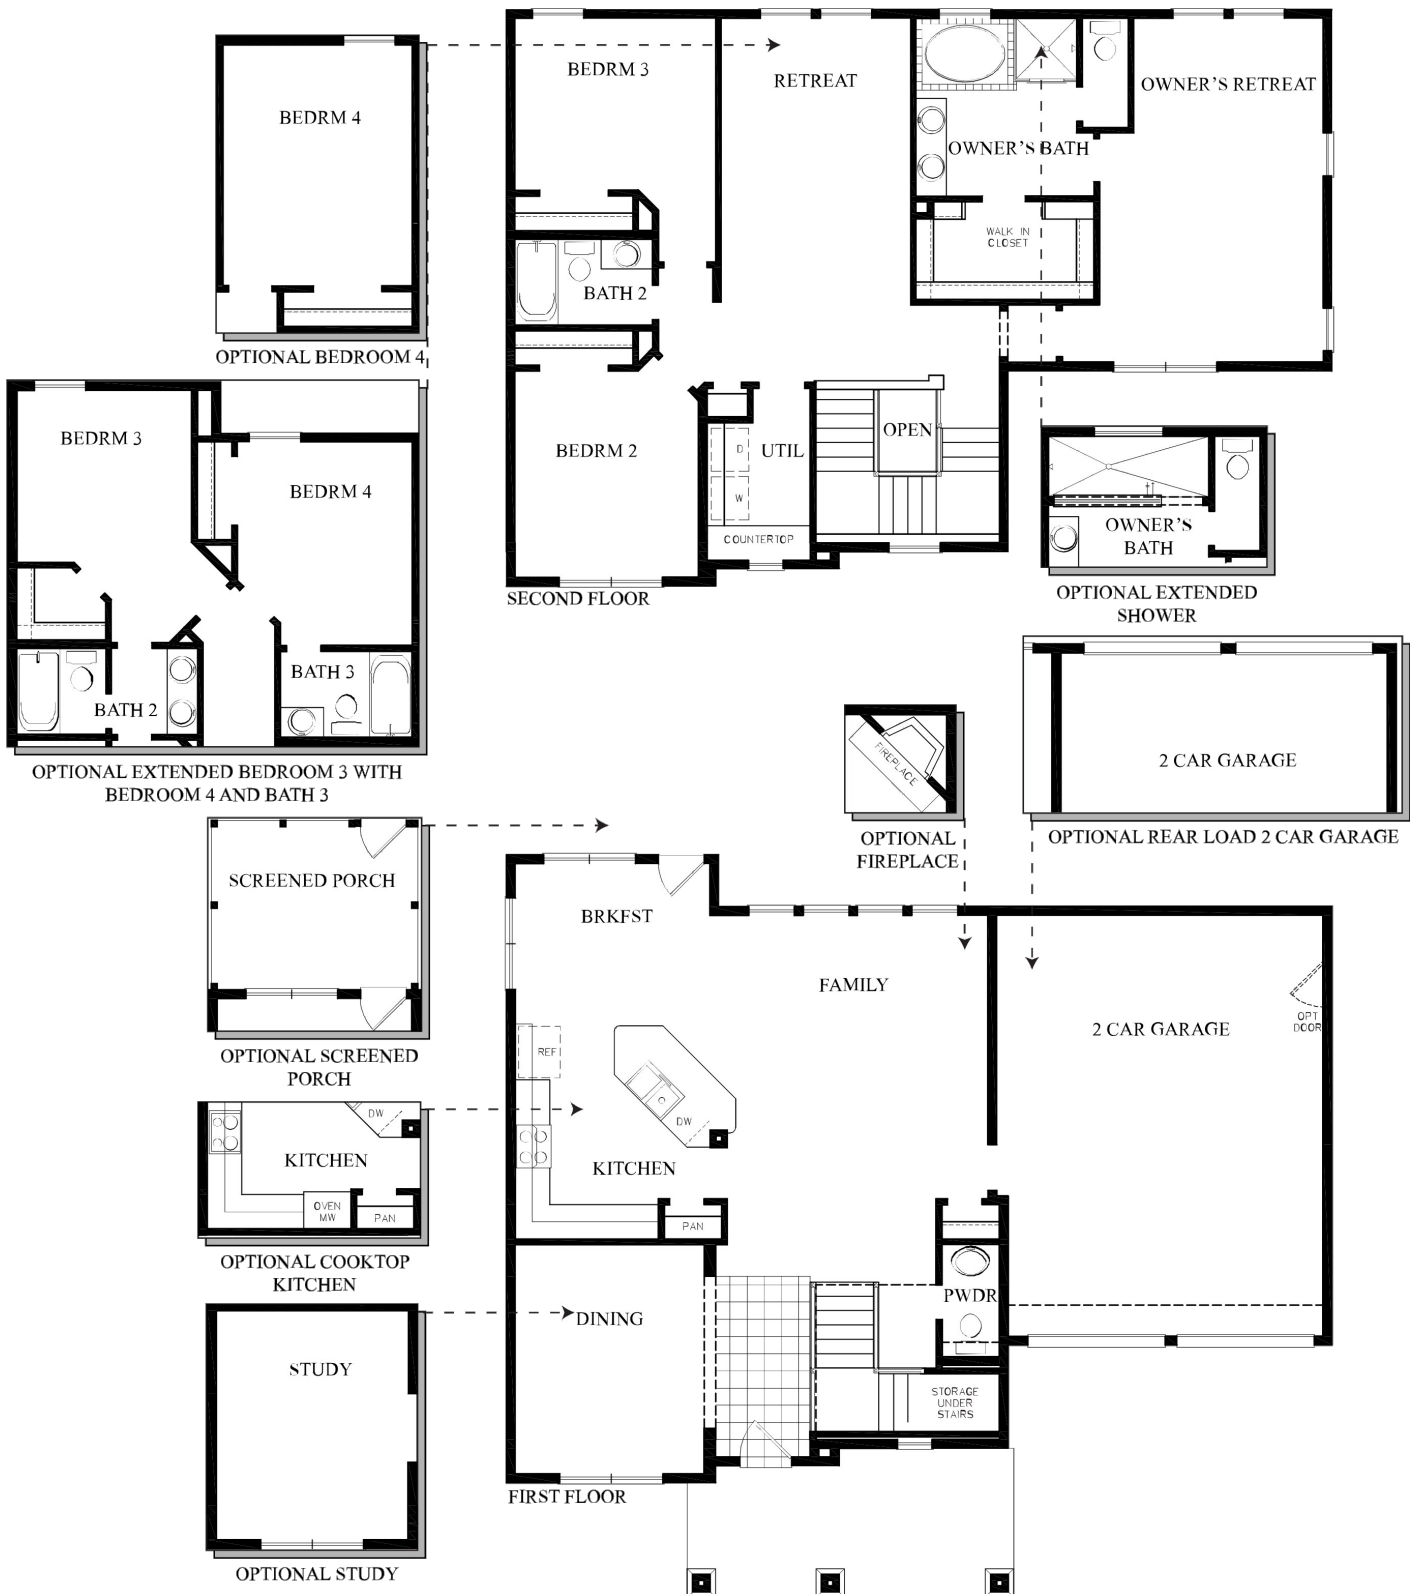 BEDRM 4
OPTIONAL BEDROOM 4
BEDRM 3
RETREAT
OWNER'S BATH
OWNER'S RETREAT
WALK IN
CLOSET
BATH 2
BEDRM 2
D
W
UTIL
COUNTERTOP
OPEN
SECOND FLOOR
OWNER'S
BATH
OPTIONAL EXTENDED
SHOWER
BEDRM 3
BEDRM 4
BATH 2
BATH 3
OPTIONAL EXTENDED BEDROOM 3 WITH
BEDROOM 4 AND BATH 3
FIREPLACE
OPTIONAL
FIREPLACE
2 CAR GARAGE
OPTIONAL REAR LOAD 2 CAR GARAGE
SCREENED PORCH
OPTIONAL SCREENED
PORCH
DW
KITCHEN
OVEN
MW
PAN
OPTIONAL COOKTOP
KITCHEN
STUDY
OPTIONAL STUDY
BRKFST
FAMILY
2 CAR GARAGE
OPT
DOOR
REF
DW
KITCHEN
PAN
DINING
PWDR
STORAGE
UNDER
STAIRS
FIRST FLOOR